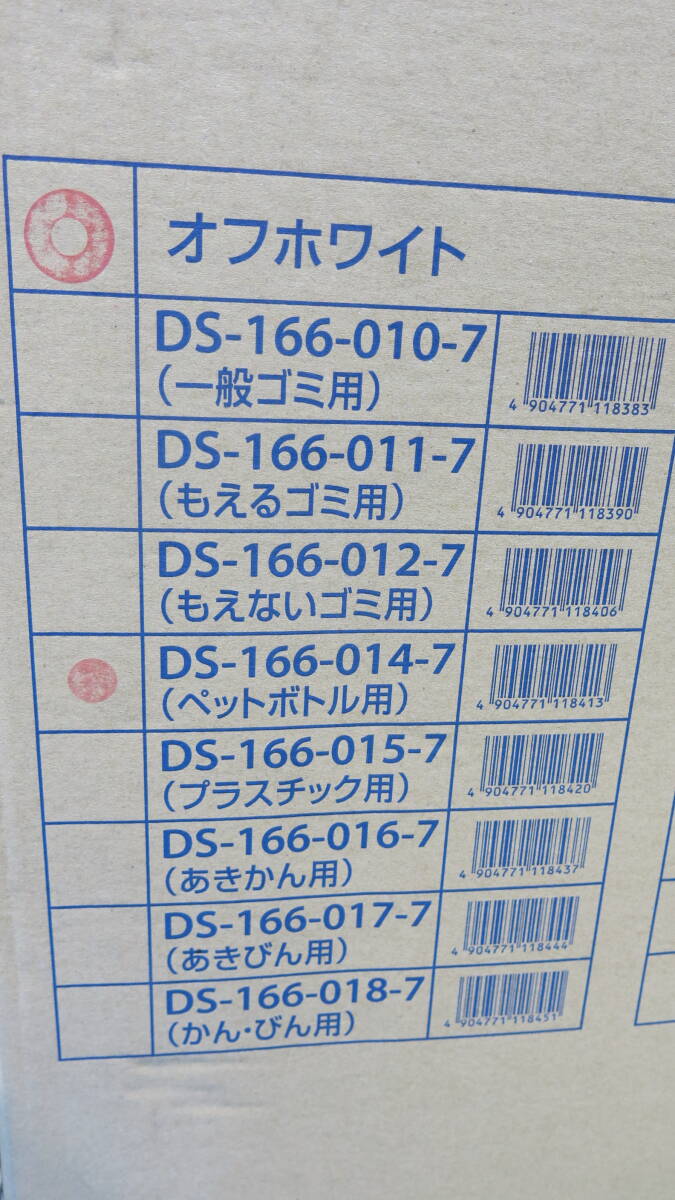 オフホワイト
DS-166-010-7
(一般ゴミ用)
4 904771 118383
DS-166-011-7
(もえるゴミ用)
4 904771 118390
DS-166-012-7
(もえないゴミ用)
4 904771 118406
DS-166-014-7
(ペットボトル用)
4 904771 118413
DS-166-015-7
(プラスチック用)
4 904771 118420
DS-166-016-7
(あきかん用)
4 904771 118437
DS-166-017-7
(あきびん用)
4 904771 118444
DS-166-018-7
(かん・びん用)
4 904771 118451